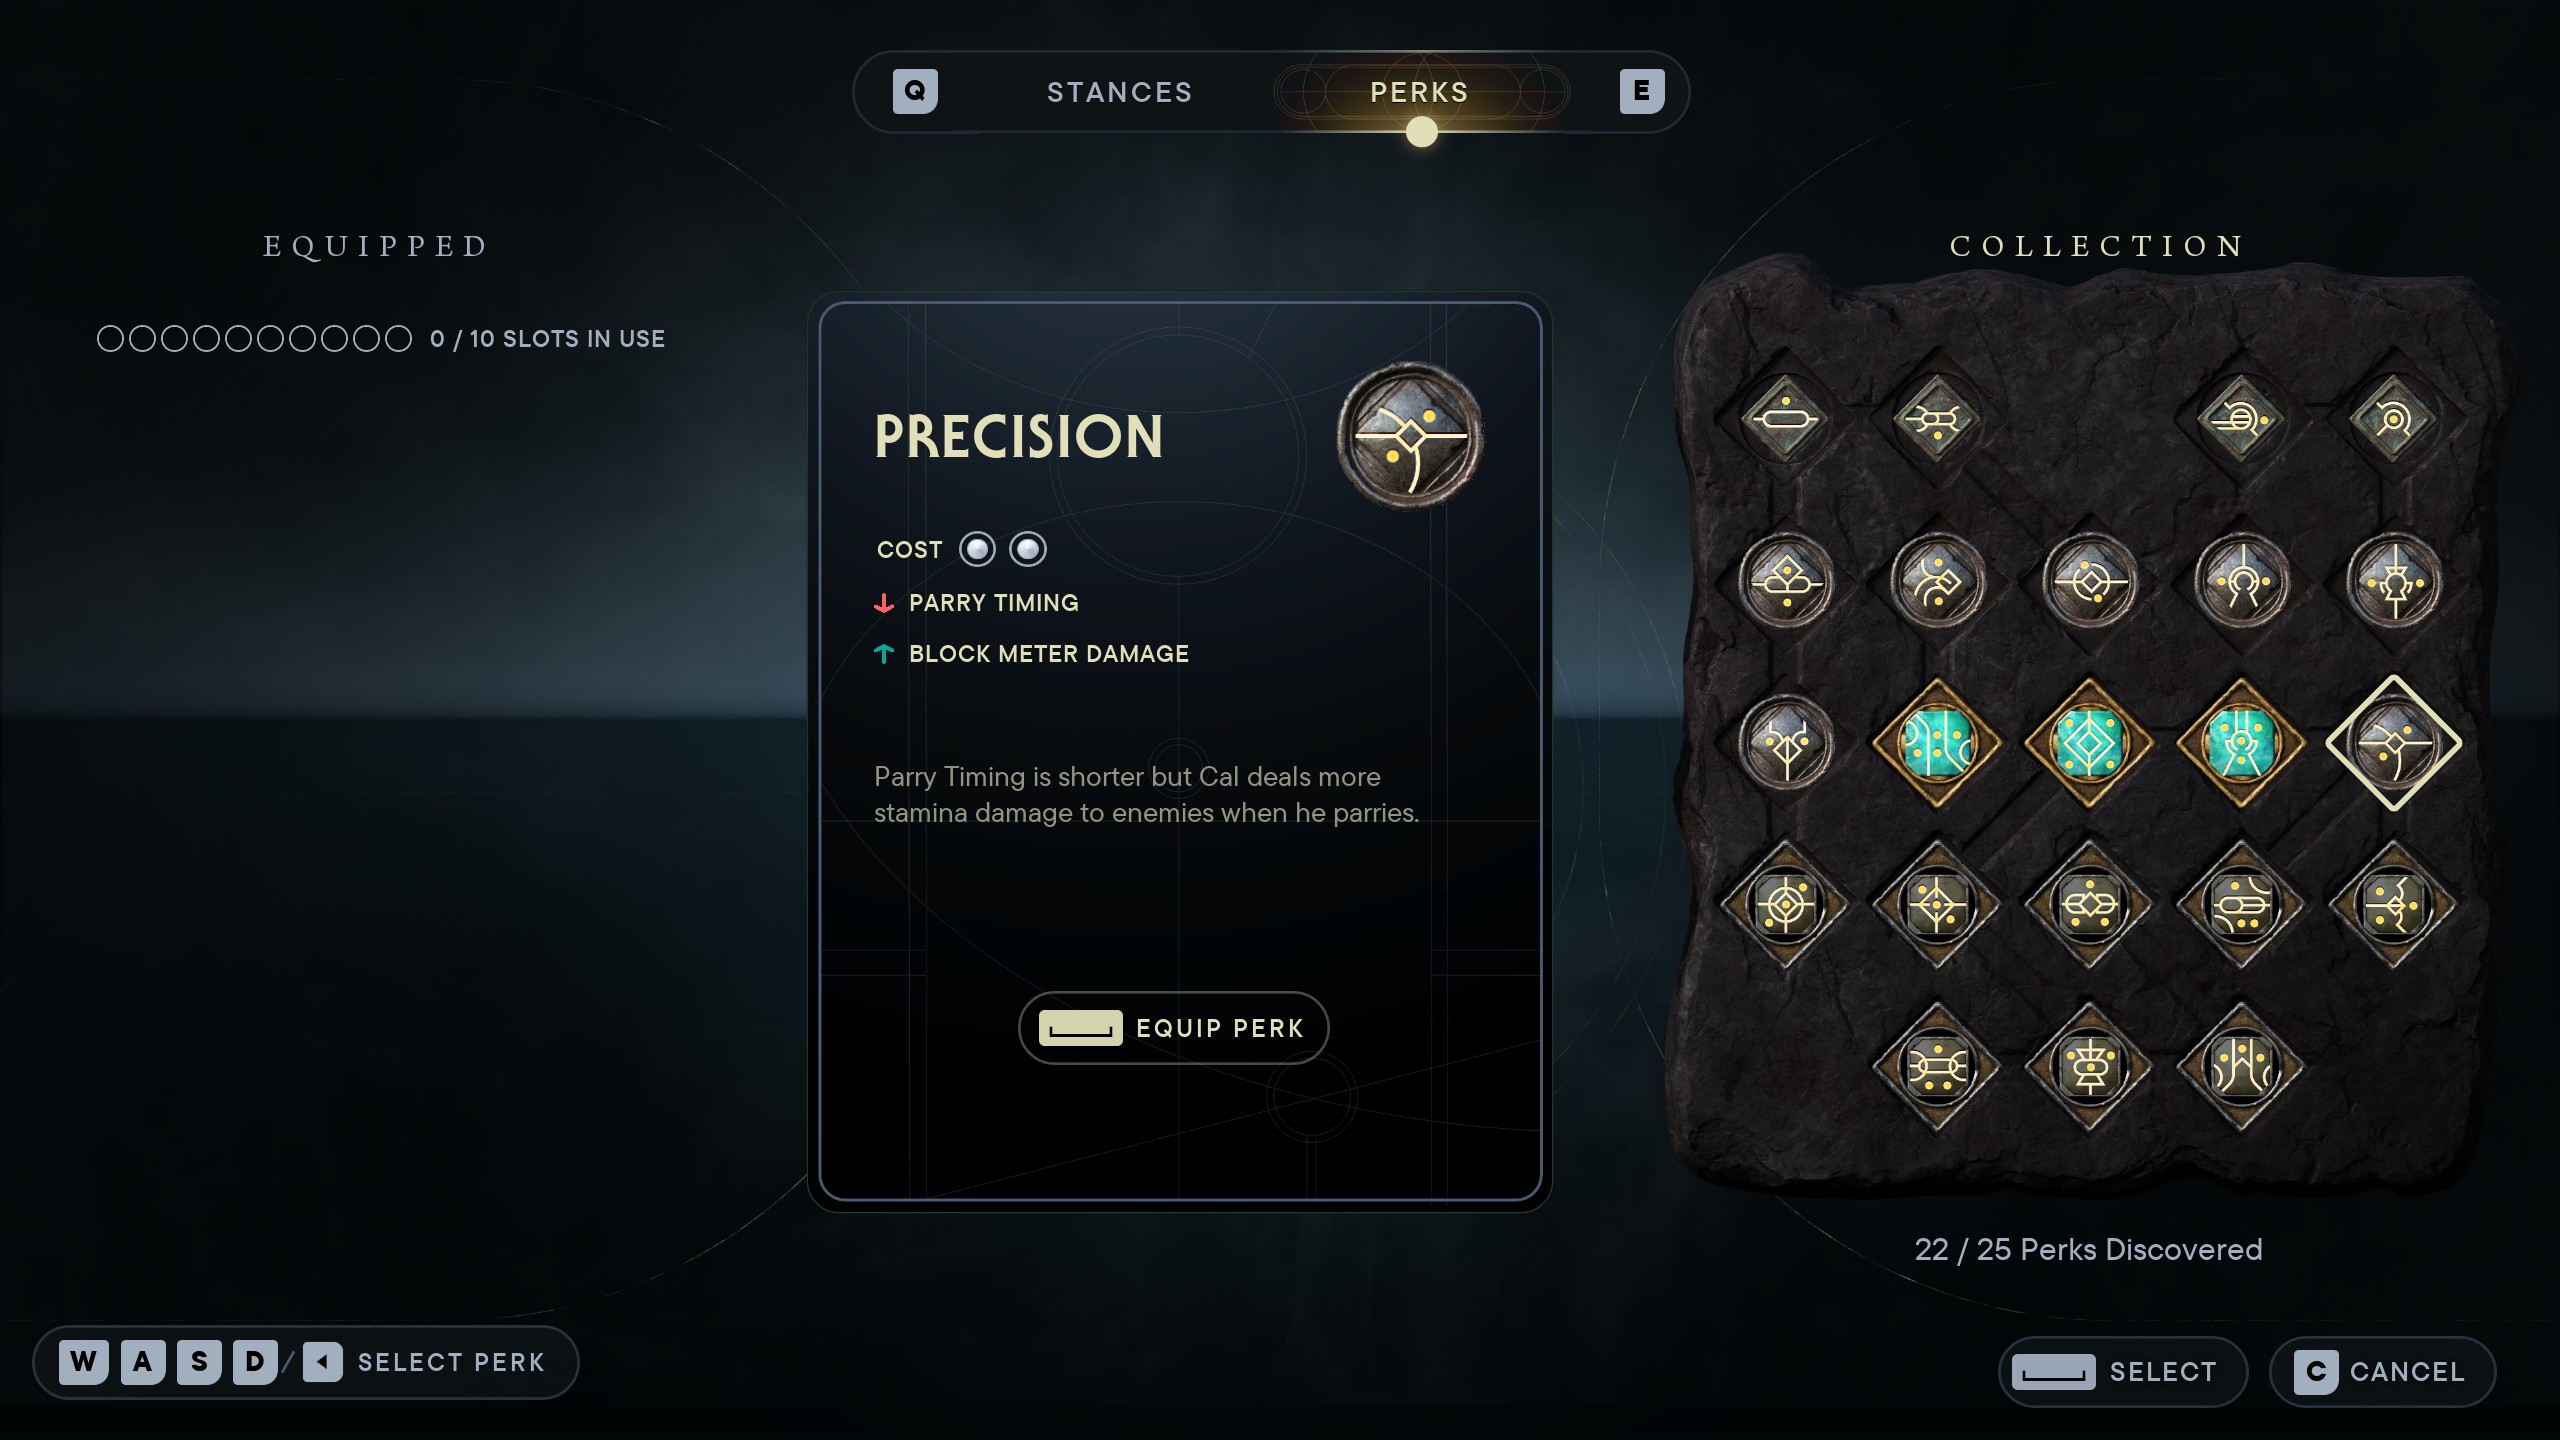 Q STANCES PERKS E
EQUIPPED
0 / 10 SLOTS IN USE
PRECISION
COST
PARRY TIMING
BLOCK METER DAMAGE
Parry Timing is shorter but Cal deals more
stamina damage to enemies when he parries.
EQUIP PERK
COLLECTION
22 / 25 Perks Discovered
W A S D / SELECT PERK
SELECT
C CANCEL